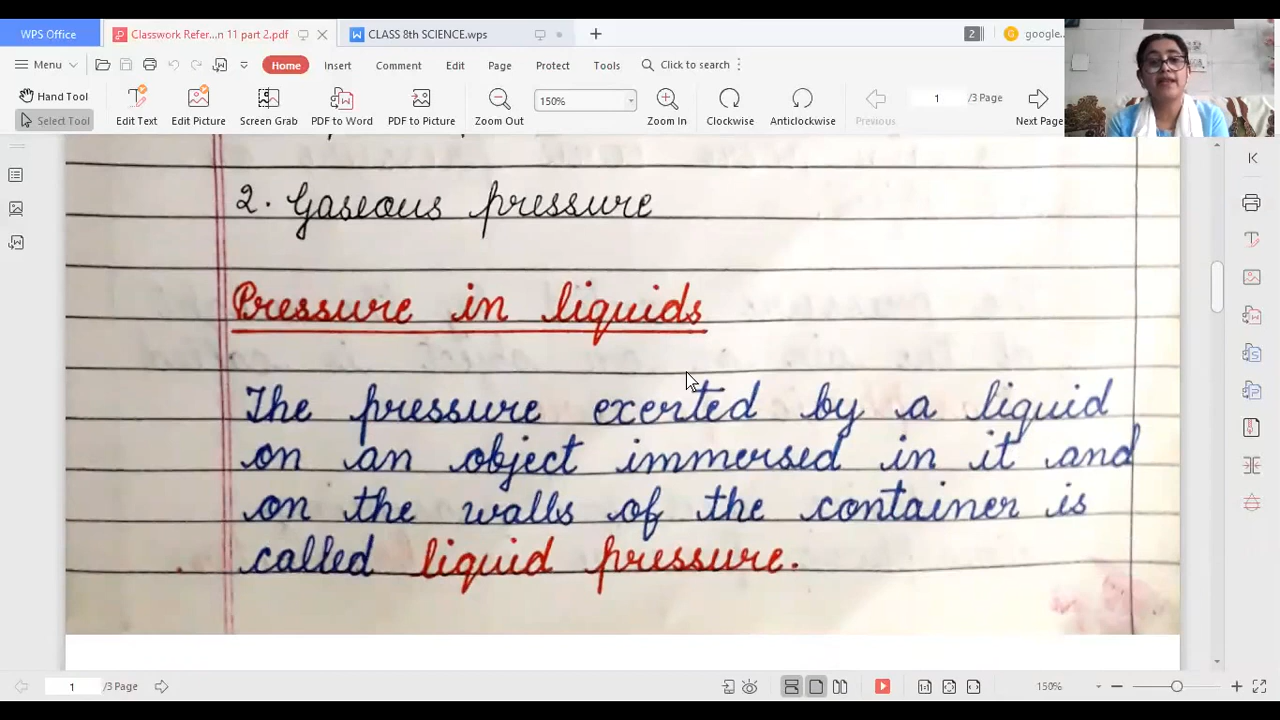 WPS Office
Classwork Refer...n 11 part 2.pdf
CLASS 8th SCIENCE.wps
2
google.
Menu
Home
Insert
Comment
Edit
Page
Protect
Tools
Click to search
Hand Tool
Select Tool
Edit Text
Edit Picture
Screen Grab
PDF to Word
PDF to Picture
Zoom Out
150%
Zoom In
Clockwise
Anticlockwise
Previous
1
/3 Page
Next Page
2. Gaseous pressure
Pressure in liquids
The pressure exerted by a liquid
on an object immersed in it and
on the walls of the container is
called liquid pressure.
1
/3 Page
150%